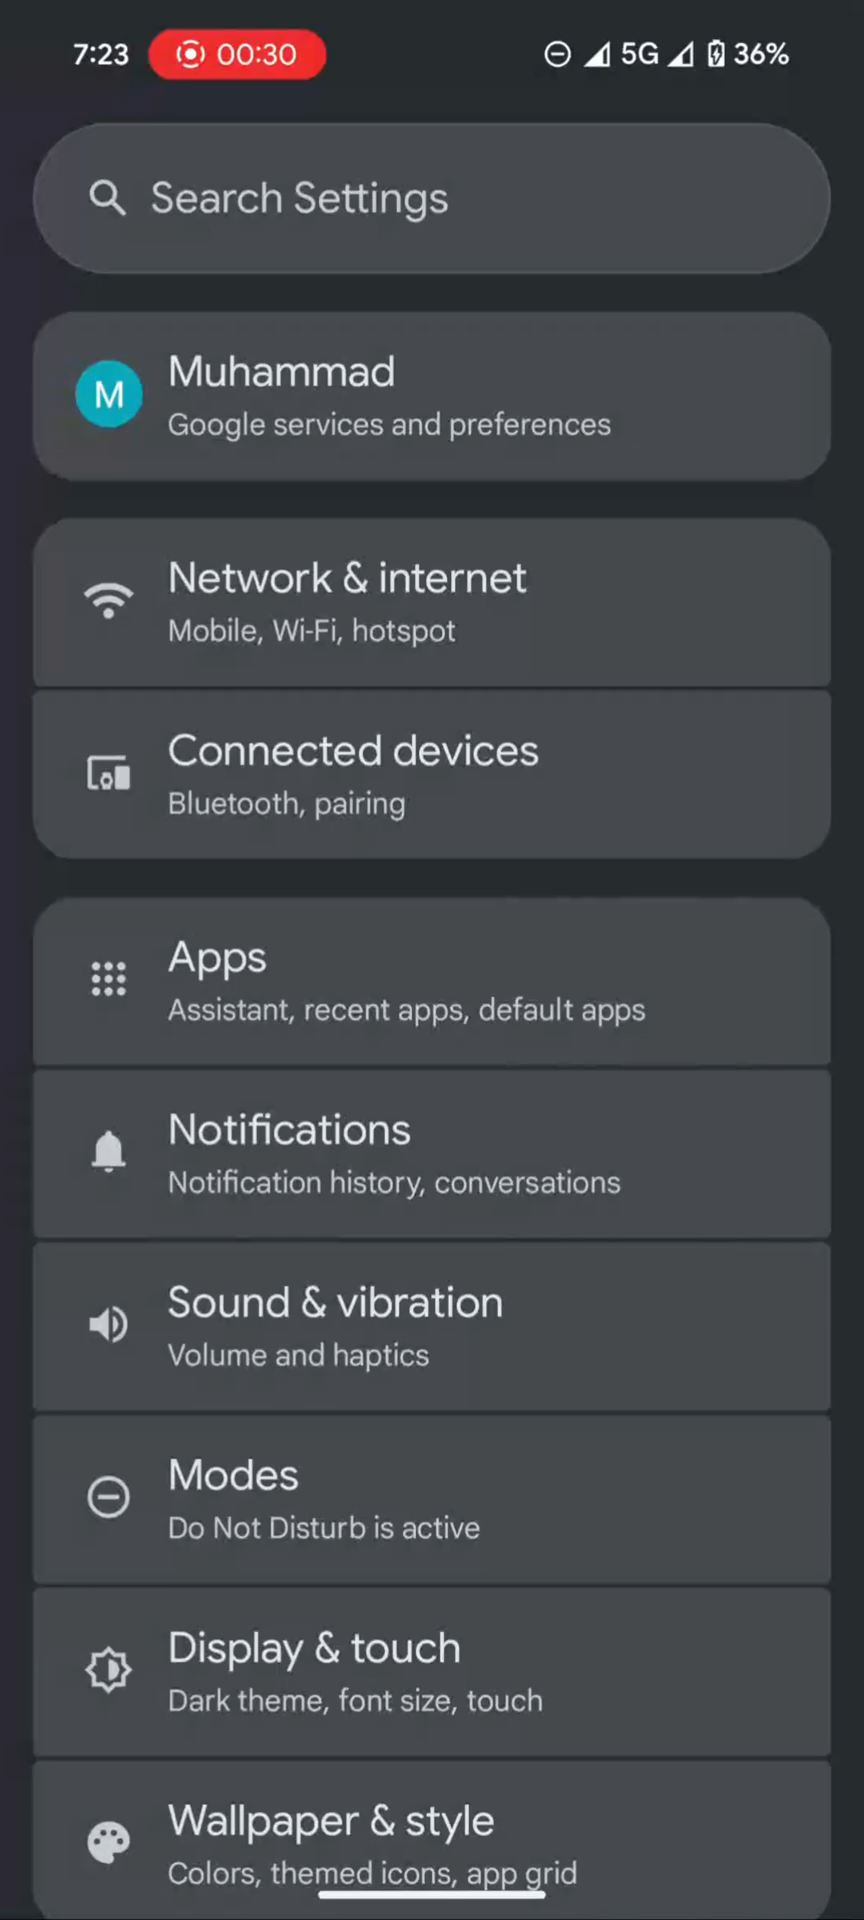 7:23 00:30 5G 36%
Search Settings
M
Muhammad
Google services and preferences
Network & internet
Mobile, Wi-Fi, hotspot
Connected devices
Bluetooth, pairing
Apps
Assistant, recent apps, default apps
Notifications
Notification history, conversations
Sound & vibration
Volume and haptics
Modes
Do Not Disturb is active
Display & touch
Dark theme, font size, touch
Wallpaper & style
Colors, themed icons, app grid